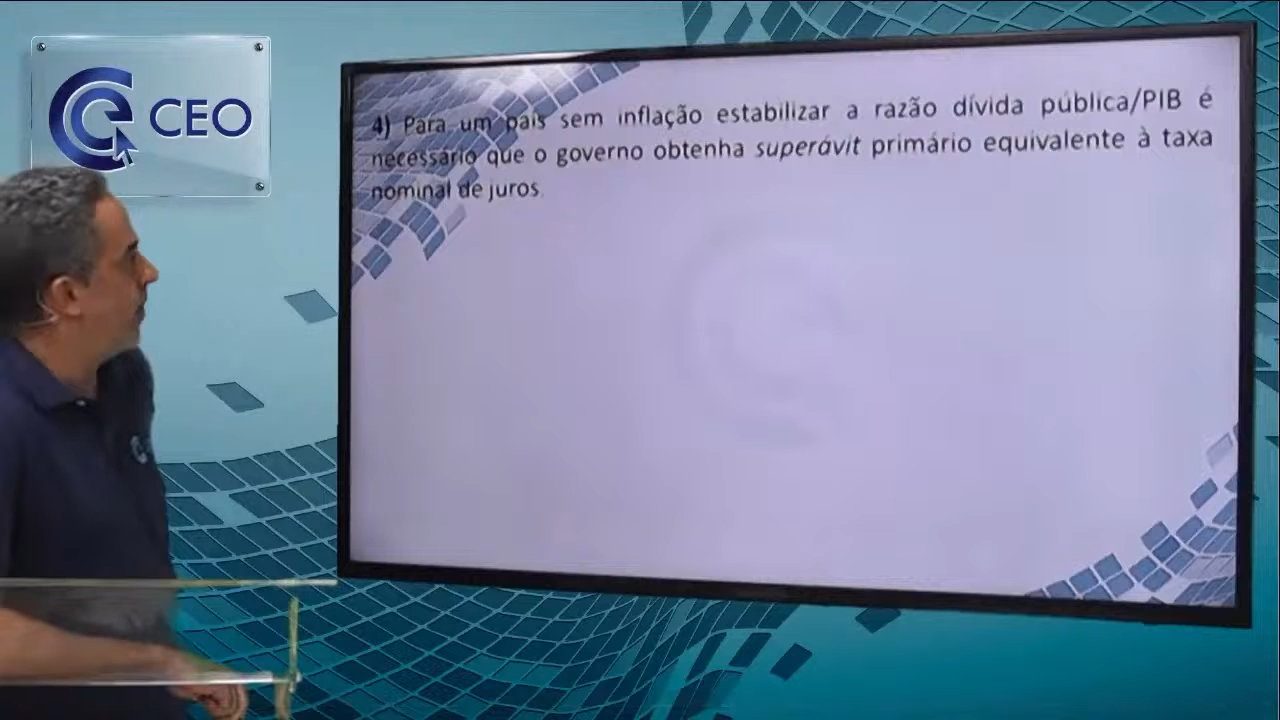 CEO
4) Para um país sem inflação estabilizar a razão dívida pública/PIB é
necessário que o governo obtenha superávit primário equivalente à taxa
nominal de juros.